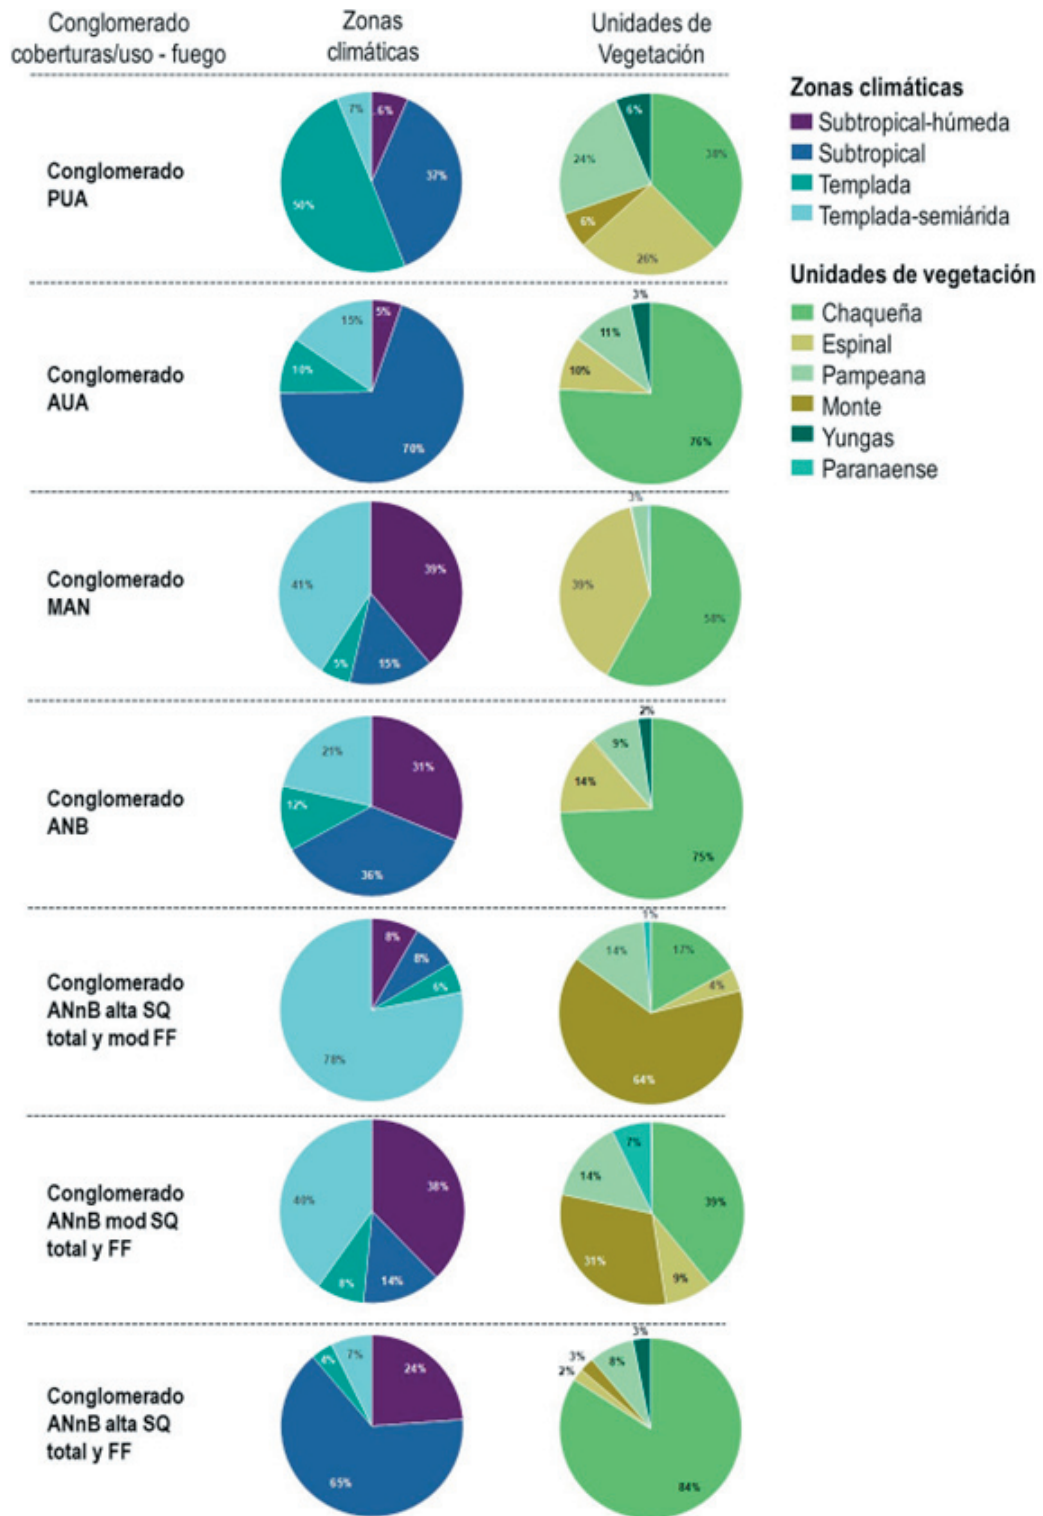 Conglomerado
coberturas/uso - fuego
Zonas
climáticas
Unidades de
Vegetación
Zonas climáticas
Subtropical-húmeda
Subtropical
Templada
Templada-semiárida
Unidades de vegetación
Chaqueña
Espinal
Pampeana
Monte
Yungas
Paranaense
Conglomerado
PUA
7%
6%
37%
50%
6%
38%
24%
6%
26%
Conglomerado
AUA
15%
5%
10%
70%
3%
11%
10%
76%
Conglomerado
MAN
41%
39%
5%
15%
3%
39%
58%
Conglomerado
ANB
21%
31%
12%
36%
2%
9%
14%
75%
Conglomerado
ANnB alta SQ
total y mod FF
8%
8%
6%
78%
1%
14%
17%
4%
64%
Conglomerado
ANnB mod SQ
total y FF
40%
38%
8%
14%
7%
14%
39%
31%
9%
Conglomerado
ANnB alta SQ
total y FF
4%
7%
24%
65%
3%
3%
8%
2%
84%